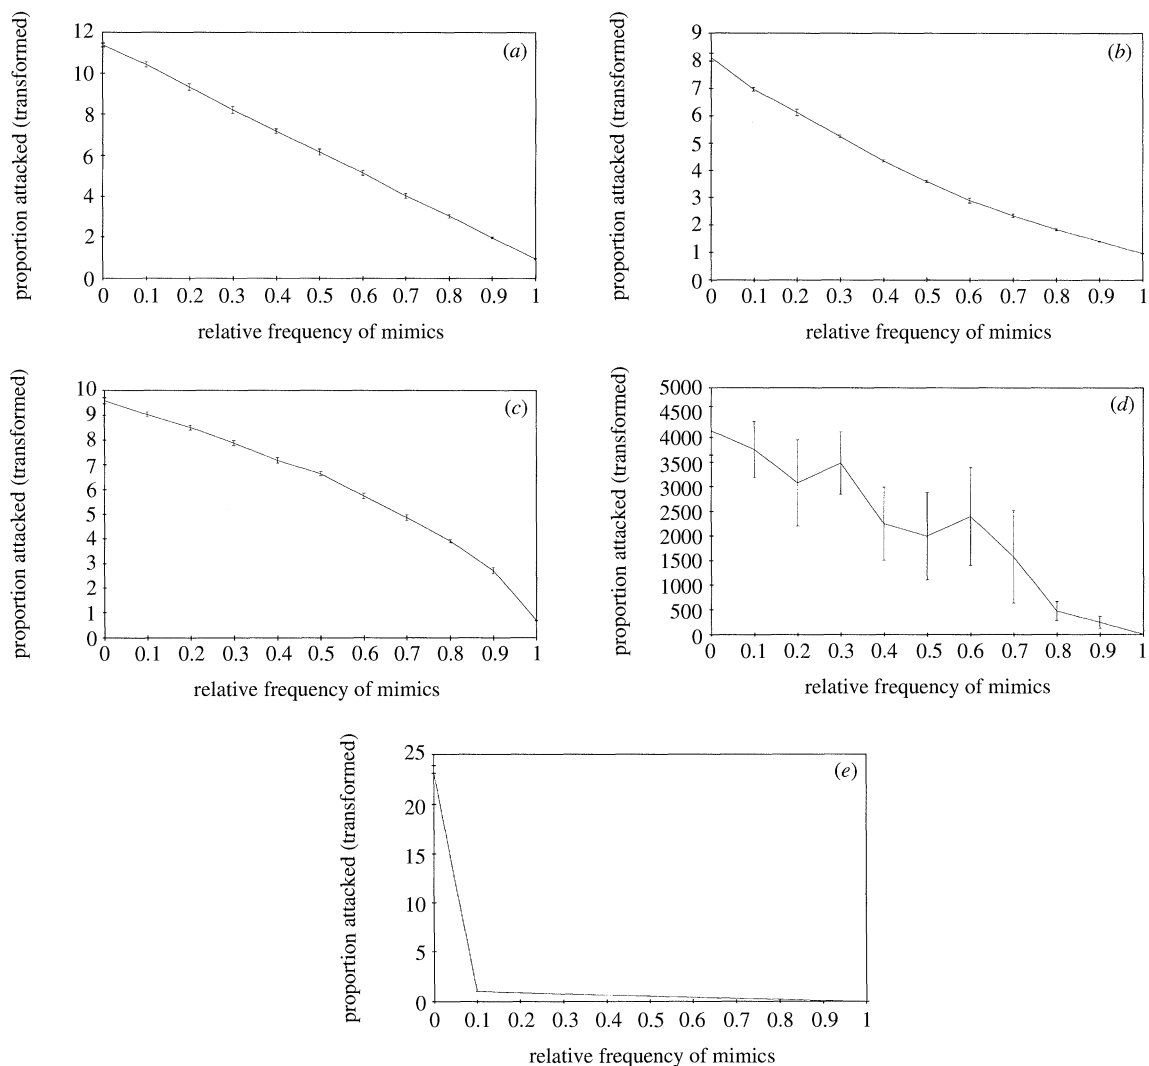 (a)
proportion attacked (transformed)
12
10
8
6
4
2
0
0 0.1 0.2 0.3 0.4 0.5 0.6 0.7 0.8 0.9 1
relative frequency of mimics
(b)
proportion attacked (transformed)
9
8
7
6
5
4
3
2
1
0
0 0.1 0.2 0.3 0.4 0.5 0.6 0.7 0.8 0.9 1
relative frequency of mimics
(c)
proportion attacked (transformed)
10
9
8
7
6
5
4
3
2
1
0
0 0.1 0.2 0.3 0.4 0.5 0.6 0.7 0.8 0.9 1
relative frequency of mimics
(d)
proportion attacked (transformed)
5000
4500
4000
3500
3000
2500
2000
1500
1000
500
0
0 0.1 0.2 0.3 0.4 0.5 0.6 0.7 0.8 0.9 1
relative frequency of mimics
(e)
proportion attacked (transformed)
25
20
15
10
5
0
0 0.1 0.2 0.3 0.4 0.5 0.6 0.7 0.8 0.9 1
relative frequency of mimics